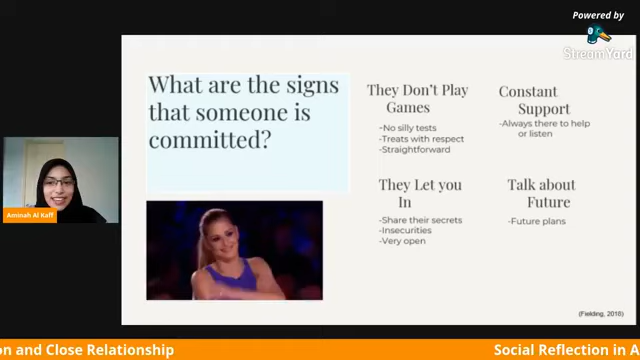 Powered by
StreamYard
What are the signs
that someone is
committed?
They Don't Play
Games
-No silly tests
-Treats with respect
-Straightforward
Constant
Support
-Always there to help
or listen
They Let you
In
-Share their secrets
-Insecurities
-Very open
Talk about
Future
-Future plans
(Fielding, 2018)
Aminah Al Kaff
on and Close Relationship
Social Reflection in A